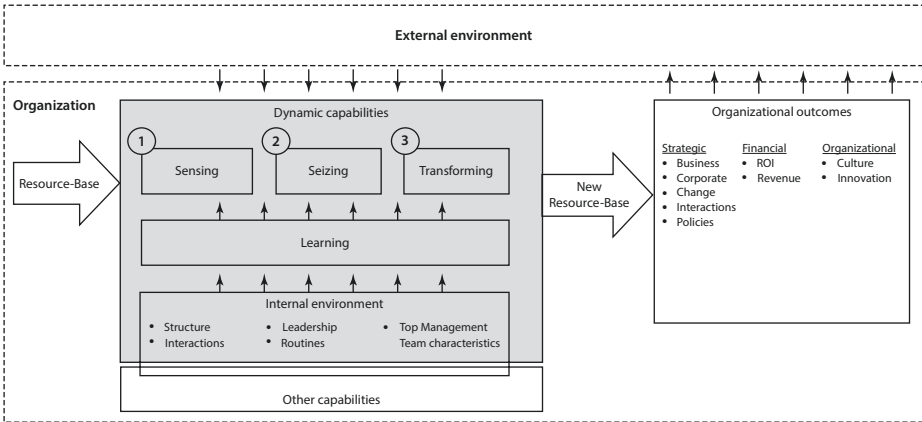 External environment
Organization
Dynamic capabilities
1
2
3
Sensing
Seizing
Transforming
Resource-Base
Learning
Internal environment
• Structure
• Interactions
• Leadership
• Routines
• Top Management
Team characteristics
Other capabilities
New
Resource-Base
Organizational outcomes
Strategic
• Business
• Corporate
• Change
• Interactions
• Policies
Financial
• ROI
• Revenue
Organizational
• Culture
• Innovation